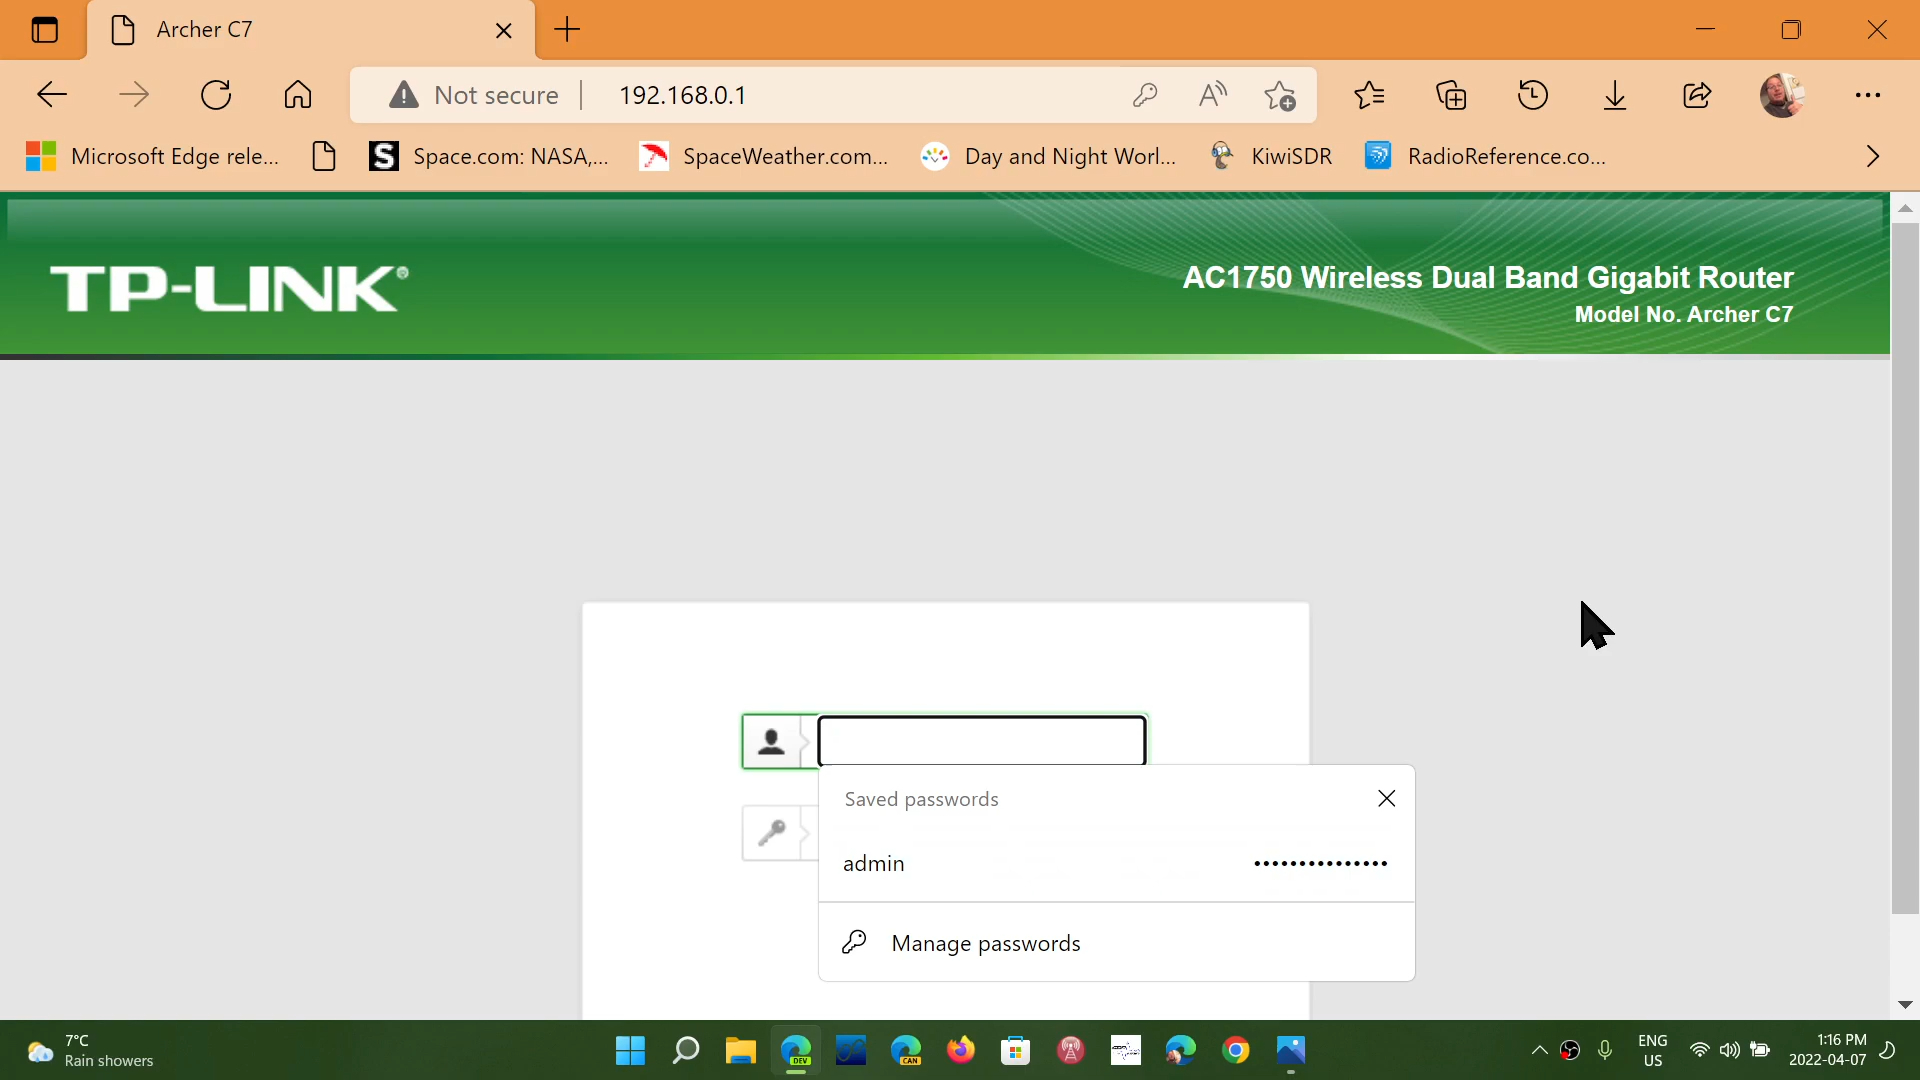 Archer C7
Not secure
192.168.0.1
Microsoft Edge rele...
Space.com: NASA,...
SpaceWeather.com...
Day and Night Worl...
KiwiSDR
RadioReference.co...
TP-LINK®
AC1750 Wireless Dual Band Gigabit Router
Model No. Archer C7
Saved passwords
admin
Manage passwords
7°C
Rain showers
DEV
CAN
ENG
US
1:16 PM
2022-04-07